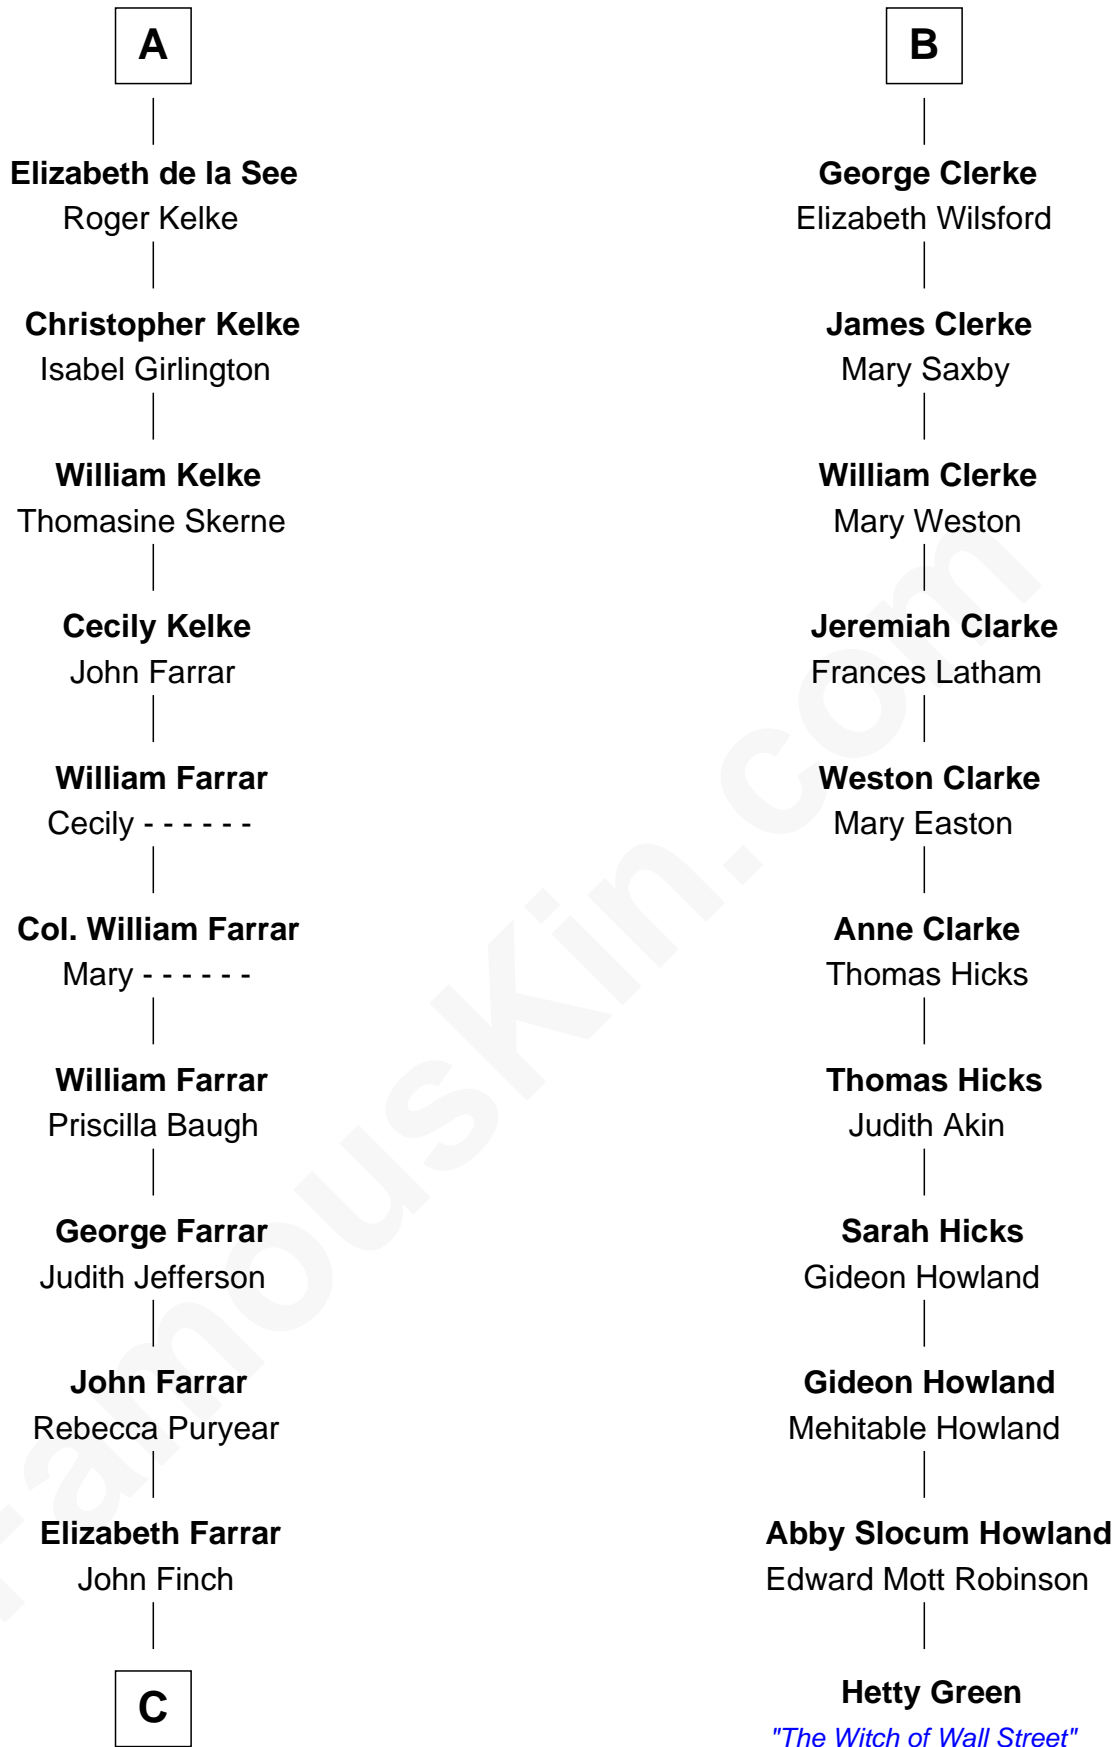 A
Elizabeth de la See
Roger Kelke
Christopher Kelke
Isabel Girlington
William Kelke
Thomasine Skerne
Cecily Kelke
John Farrar
William Farrar
Cecily - - - - - -
Col. William Farrar
Mary - - - - - -
William Farrar
Priscilla Baugh
George Farrar
Judith Jefferson
John Farrar
Rebecca Puryear
Elizabeth Farrar
John Finch
C
B
George Clerke
Elizabeth Wilsford
James Clerke
Mary Saxby
William Clerke
Mary Weston
Jeremiah Clarke
Frances Latham
Weston Clarke
Mary Easton
Anne Clarke
Thomas Hicks
Thomas Hicks
Judith Akin
Sarah Hicks
Gideon Howland
Gideon Howland
Mehitable Howland
Abby Slocum Howland
Edward Mott Robinson
Hetty Green
"The Witch of Wall Street"
FamousKin.com